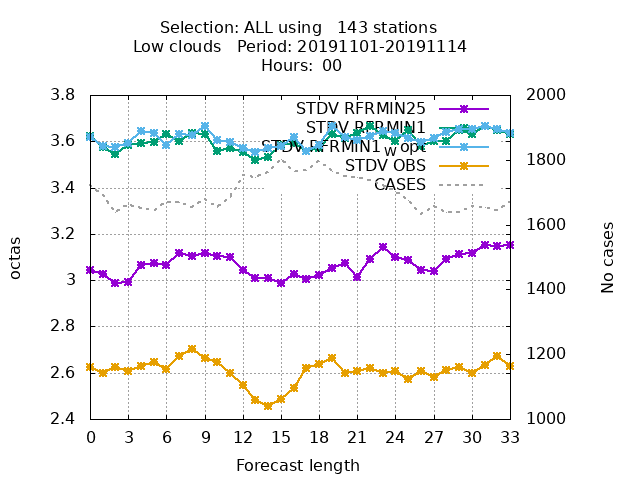 Selection: ALL using   143 stations
Low clouds   Period: 20191101-20191114
Hours:  00
STDV RFRMIN25
STDV RFRMIN1
STDV RFRMIN1_wopt
STDV OBS
CASES
3.8
3.6
3.4
3.2
3
2.8
2.6
2.4
2000
1800
1600
1400
1200
1000
0 3 6 9 12 15 18 21 24 27 30 33
octas
No cases
Forecast length